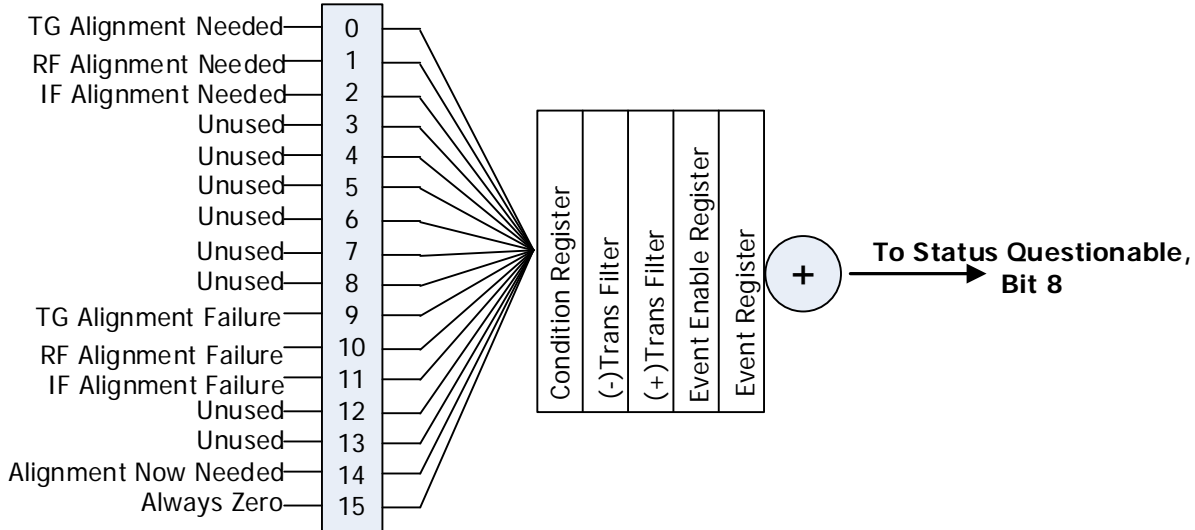 TG Alignment Needed 0
RF Alignment Needed 1
IF Alignment Needed 2
Unused 3
Unused 4
Unused 5
Unused 6
Unused 7
Unused 8
TG Alignment Failure 9
RF Alignment Failure 10
IF Alignment Failure 11
Unused 12
Unused 13
Alignment Now Needed 14
Always Zero 15
Condition Register
(-)Trans Filter
(+)Trans Filter
Event Enable Register
Event Register
+
To Status Questionable,
Bit 8